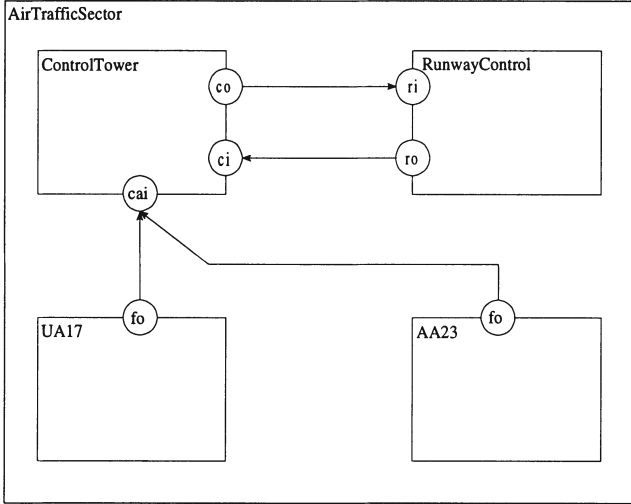 AirTrafficSector
ControlTower
RunwayControl
co
ri
ci
ro
cai
fo
fo
UA17
AA23